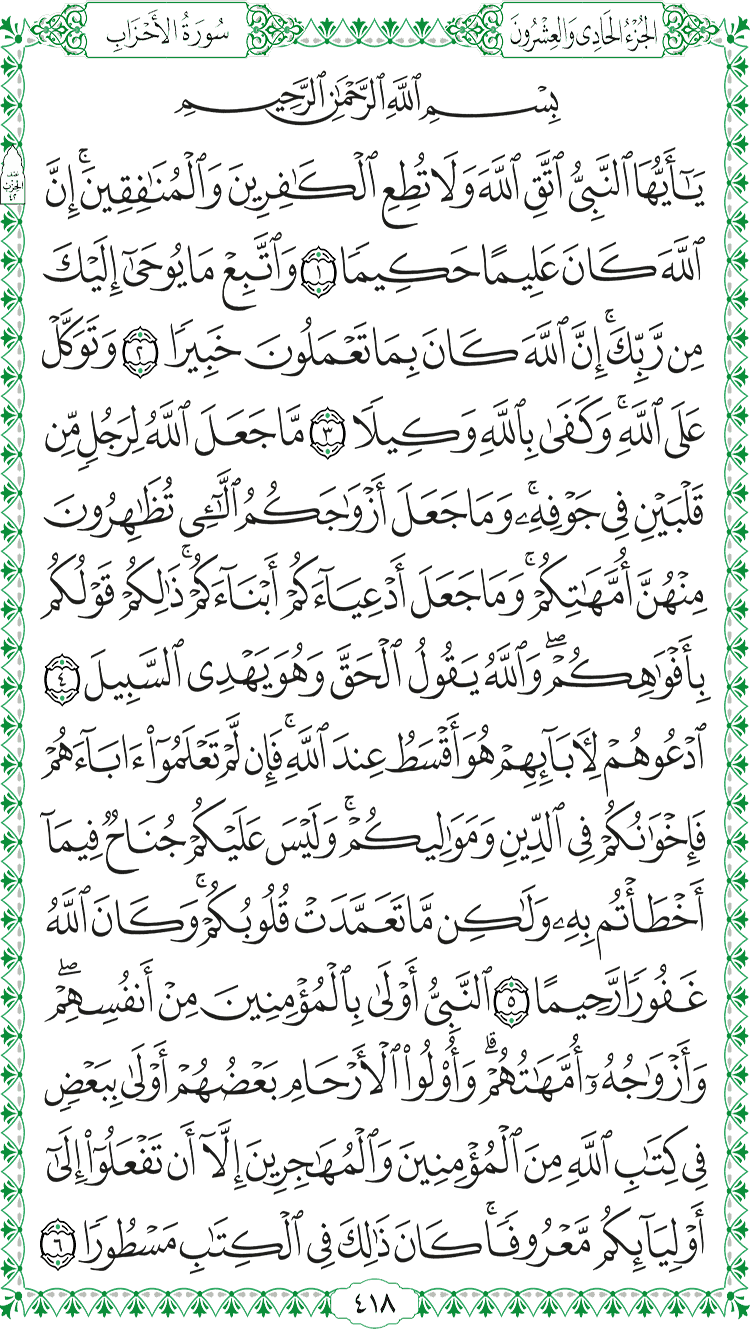 الجُزْءُ الحَادِى وَالعِشْرُونَ
سُورَةُ الأَحْزَابِ
بِسْمِ ٱللَّهِ ٱلرَّحْمَٰنِ ٱلرَّحِيمِ
يَٰٓأَيُّهَا ٱلنَّبِىُّ ٱتَّقِ ٱللَّهَ وَلَا تُطِعِ ٱلْكَٰفِرِينَ وَٱلْمُنَٰفِقِينَۚ إِنَّ
ٱللَّهَ كَانَ عَلِيمًا حَكِيمًا ١ وَٱتَّبِعْ مَا يُوحَىٰٓ إِلَيْكَ
مِن رَّبِّكَۚ إِنَّ ٱللَّهَ كَانَ بِمَا تَعْمَلُونَ خَبِيرًا ٢ وَتَوَكَّلْ
عَلَى ٱللَّهِۚ وَكَفَىٰ بِٱللَّهِ وَكِيلًا ٣ مَّا جَعَلَ ٱللَّهُ لِرَجُلٍ مِّن
قَلْبَيْنِ فِى جَوْفِهِۦۚ وَمَا جَعَلَ أَزْوَٰجَكُمُ ٱلَّٰٓـِٔى تُظَٰهِرُونَ
مِنْهُنَّ أُمَّهَٰتِكُمْۚ وَمَا جَعَلَ أَدْعِيَآءَكُمْ أَبْنَآءَكُمْۚ ذَٰلِكُمْ قَوْلُكُم
بِأَفْوَٰهِكُمْۖ وَٱللَّهُ يَقُولُ ٱلْحَقَّ وَهُوَ يَهْدِى ٱلسَّبِيلَ ٤
ٱدْعُوهُمْ لِءَابَآئِهِمْ هُوَ أَقْسَطُ عِندَ ٱللَّهِۚ فَإِن لَّمْ تَعْلَمُوٓا۟ ءَابَآءَهُمْ
فَإِخْوَٰنُكُمْ فِى ٱلدِّينِ وَمَوَٰلِيكُمْۚ وَلَيْسَ عَلَيْكُمْ جُنَاحٌ فِيمَآ
أَخْطَأْتُم بِهِۦ وَلَٰكِن مَّا تَعَمَّدَتْ قُلُوبُكُمْۚ وَكَانَ ٱللَّهُ
غَفُورًا رَّحِيمًا ٥ ٱلنَّبِىُّ أَوْلَىٰ بِٱلْمُؤْمِنِينَ مِنْ أَنفُسِهِمْۖ
وَأَزْوَٰجُهُۥٓ أُمَّهَٰتُهُمْۗ وَأُو۟لُوا۟ ٱلْأَرْحَامِ بَعْضُهُمْ أَوْلَىٰ بِبَعْضٍ
فِى كِتَٰبِ ٱللَّهِ مِنَ ٱلْمُؤْمِنِينَ وَٱلْمُهَٰجِرِينَ إِلَّآ أَن تَفْعَلُوٓا۟ إِلَىٰٓ
أَوْلِيَآئِكُم مَّعْرُوفًاۚ كَانَ ذَٰلِكَ فِى ٱلْكِتَٰبِ مَسْطُورًا ٦
٤١٨